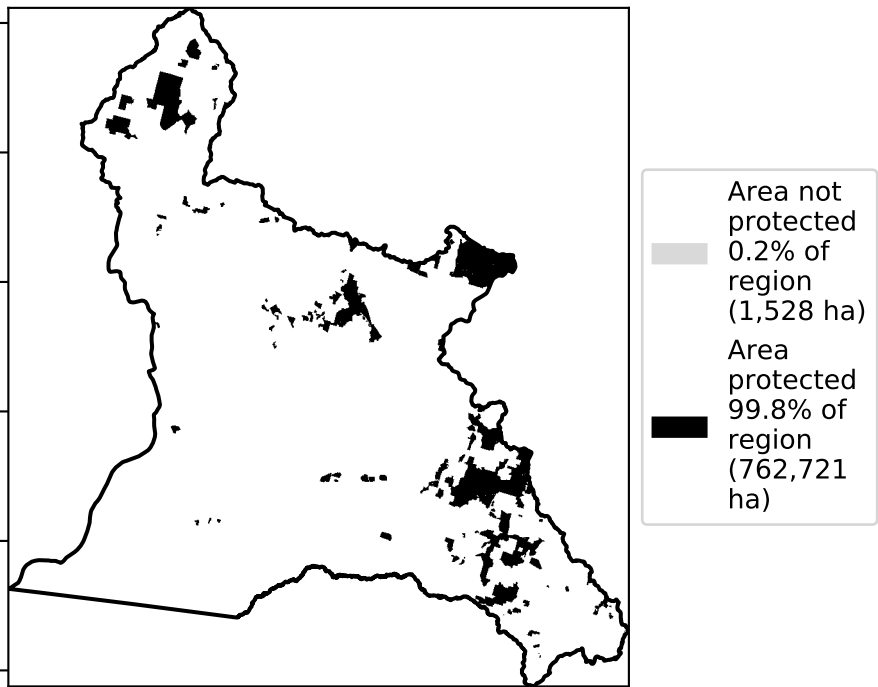 Area not
protected
0.2% of
region
(1,528 ha)
Area
protected
99.8% of
region
(762,721
ha)